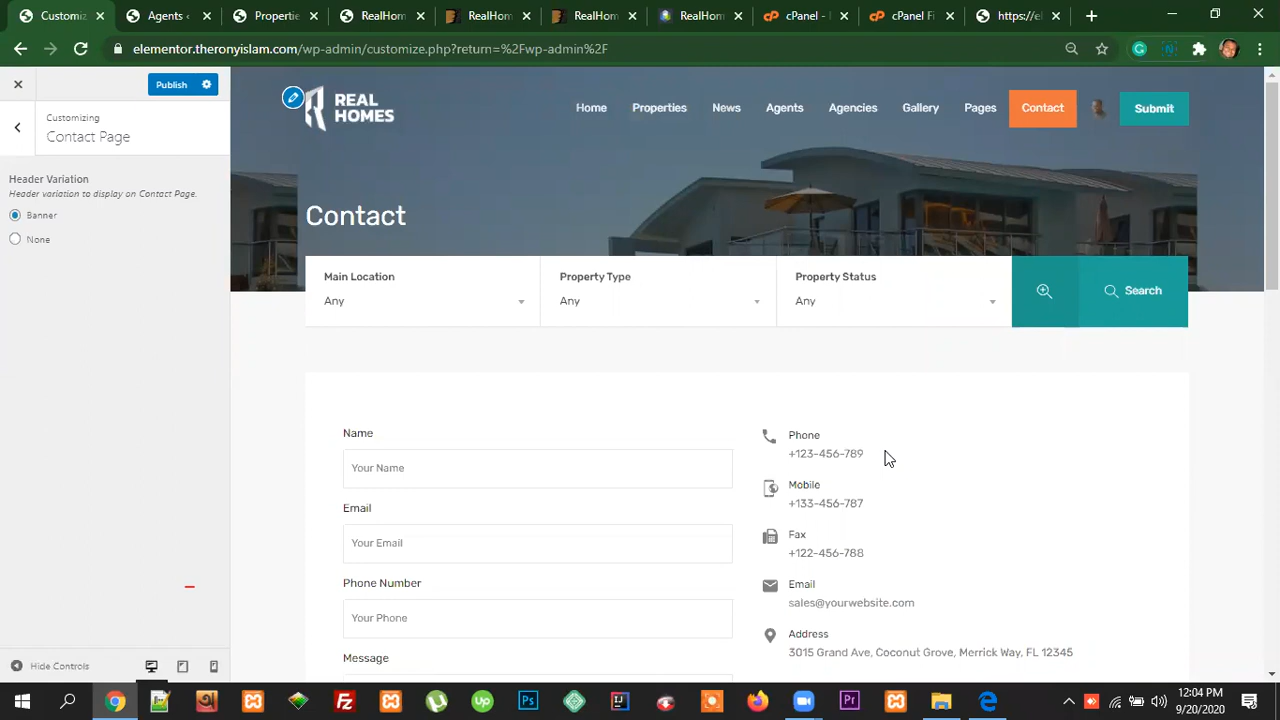 Customizi
Agents ‹
Propertie
RealHom
RealHom
RealHom
RealHom
cPanel - I
cPanel Fi
https://el
elementor.theronyislam.com/wp-admin/customize.php?return=%2Fwp-admin%2F
Publish
Customizing
Contact Page
Header Variation
Header variation to display on Contact Page.
Banner
None
Hide Controls
REAL
HOMES
Home Properties News Agents Agencies Gallery Pages Contact Submit
Contact
Main Location
Any
Property Type
Any
Property Status
Any
Search
Name
Your Name
Email
Your Email
Phone Number
Your Phone
Message
Phone
+123-456-789
Mobile
+133-456-787
Fax
+122-456-788
Email
sales@yourwebsite.com
Address
3015 Grand Ave, Coconut Grove, Merrick Way, FL 12345
12:04 PM
9/20/2020